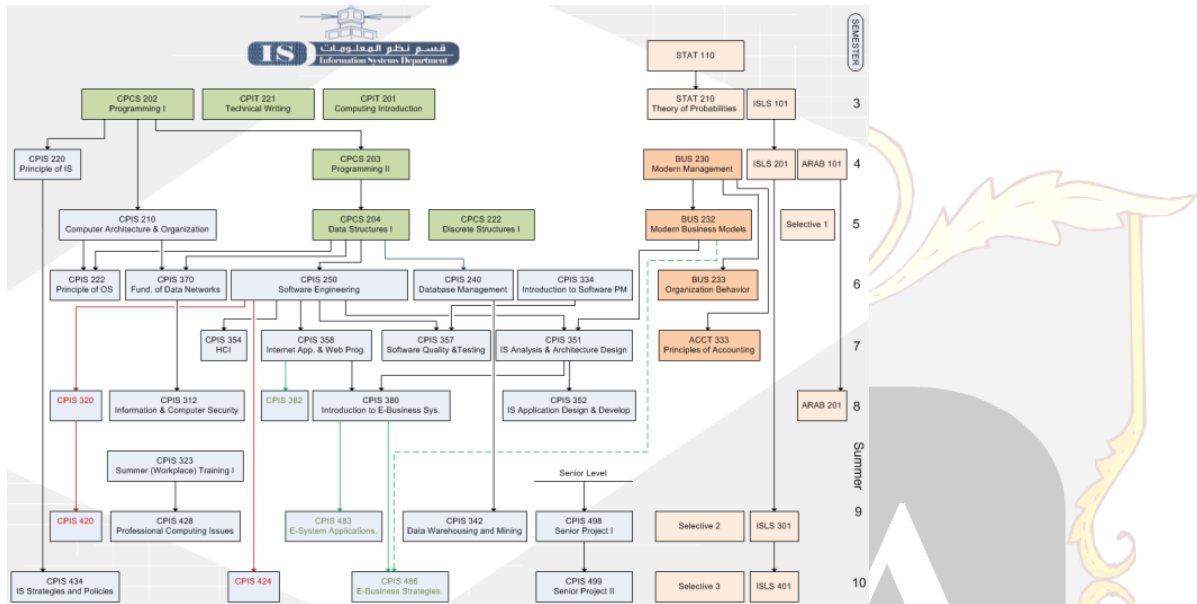 قسم نظم المعلومات
IS
Information Systems Department
SEMESTER
STAT 110
CPCS 202
Programming I
CPIT 221
Technical Writing
CPIT 201
Computing Introduction
STAT 210
Theory of Probabilities
ISLS 101
3
CPIS 220
Principle of IS
CPCS 203
Programming II
BUS 230
Modern Management
ISLS 201
ARAB 101
4
CPIS 210
Computer Architecture & Organization
CPCS 204
Data Structures I
CPCS 222
Discrete Structures I
BUS 232
Modern Business Models
Selective 1
5
CPIS 222
Principle of OS
CPIS 370
Fund. of Data Networks
CPIS 250
Software Engineering
CPIS 240
Database Management
CPIS 334
Introduction to Software PM
BUS 233
Organization Behavior
6
CPIS 354
HCI
CPIS 358
Internet App. & Web Prog.
CPIS 357
Software Quality &Testing
CPIS 351
IS Analysis & Architecture Design
ACCT 333
Principles of Accounting
7
CPIS 320
CPIS 312
Information & Computer Security
CPIS 382
CPIS 380
Introduction to E-Business Sys.
CPIS 352
IS Application Design & Develop
ARAB 201
8
CPIS 323
Summer (Workplace) Training I
Senior Level
Summer
CPIS 420
CPIS 428
Professional Computing Issues
CPIS 483
E-System Applications.
CPIS 342
Data Warehousing and Mining
CPIS 498
Senior Project I
Selective 2
ISLS 301
9
CPIS 434
IS Strategies and Policies
CPIS 424
CPIS 486
E-Business Strategies.
CPIS 499
Senior Project II
Selective 3
ISLS 401
10